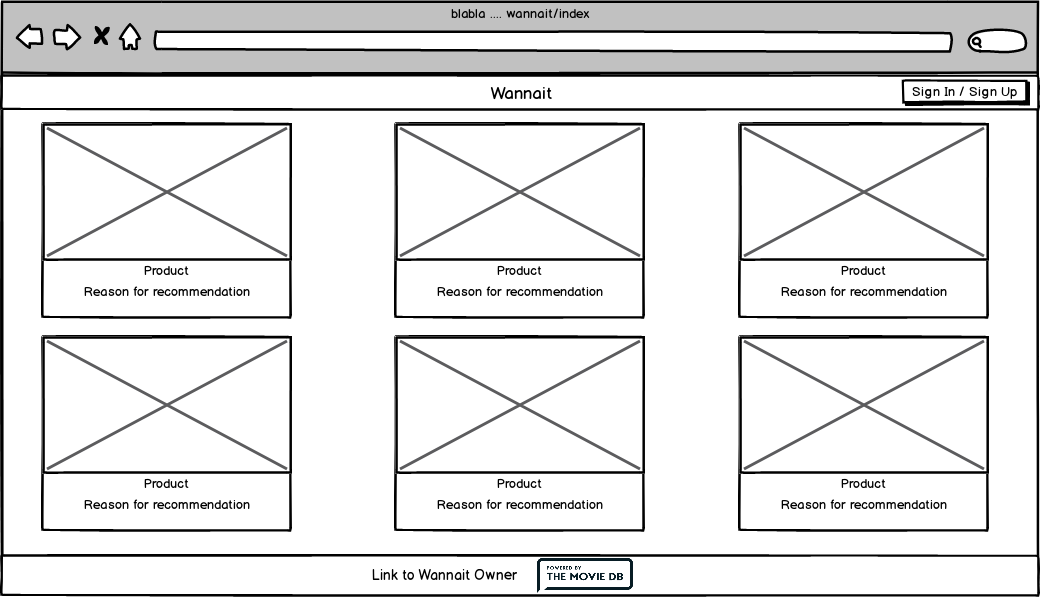 blabla .... wannait/index
Wannait
Sign In / Sign Up
Product
Reason for recommendation
Product
Reason for recommendation
Product
Reason for recommendation
Product
Reason for recommendation
Product
Reason for recommendation
Product
Reason for recommendation
Link to Wannait Owner
POWERED BY
THE MOVIE DB